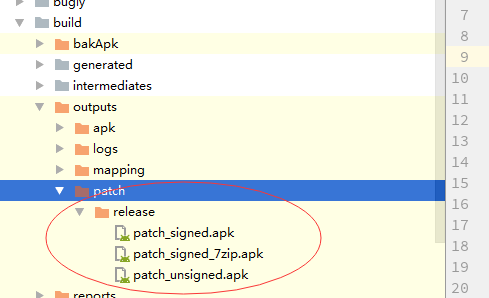 bugly
build
bakApk
generated
intermediates
outputs
apk
logs
mapping
patch
release
patch_signed.apk
patch_signed_7zip.apk
patch_unsigned.apk
reports
7
8
9
10
11
12
13
14
15
16
17
18
19
20